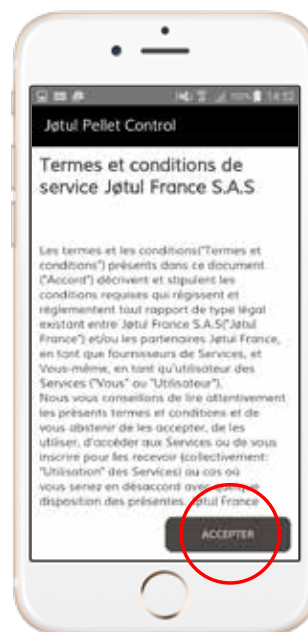 14:12
Jøtul Pellet Control
Termes et conditions de
service Jøtul France S.A.S
Les termes et les conditions("Termes et
conditions") présents dans ce document
("Accord") décrivent et stipulent les
conditions requises qui régissent et
réglementent tout rapport de type légal
existant entre Jøtul France S.A.S("Jøtul
France") et/ou les partenaires Jøtul France,
en tant que fournisseurs de Services, et
Vous-même, en tant qu'utilisateur des
Services ("Vous" ou "Utilisateur").
Nous vous conseillons de lire attentivement
les présents termes et conditions et de
vous abstenir de les accepter, de les
utiliser, d'accéder aux Services ou de vous
inscrire pour les recevoir (collectivement:
"Utilisation" des Services) au cas où
vous seriez en désaccord avec quelque
disposition des présentes. Jøtul France
ACCEPTER